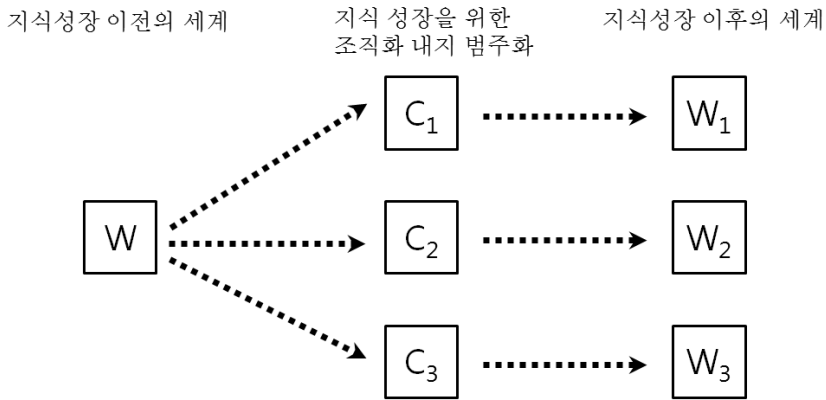 지식성장 이전의 세계
지식 성장을 위한
조직화 내지 범주화
지식성장 이후의 세계
C₁
W₁
W
C₂
W₂
C₃
W₃